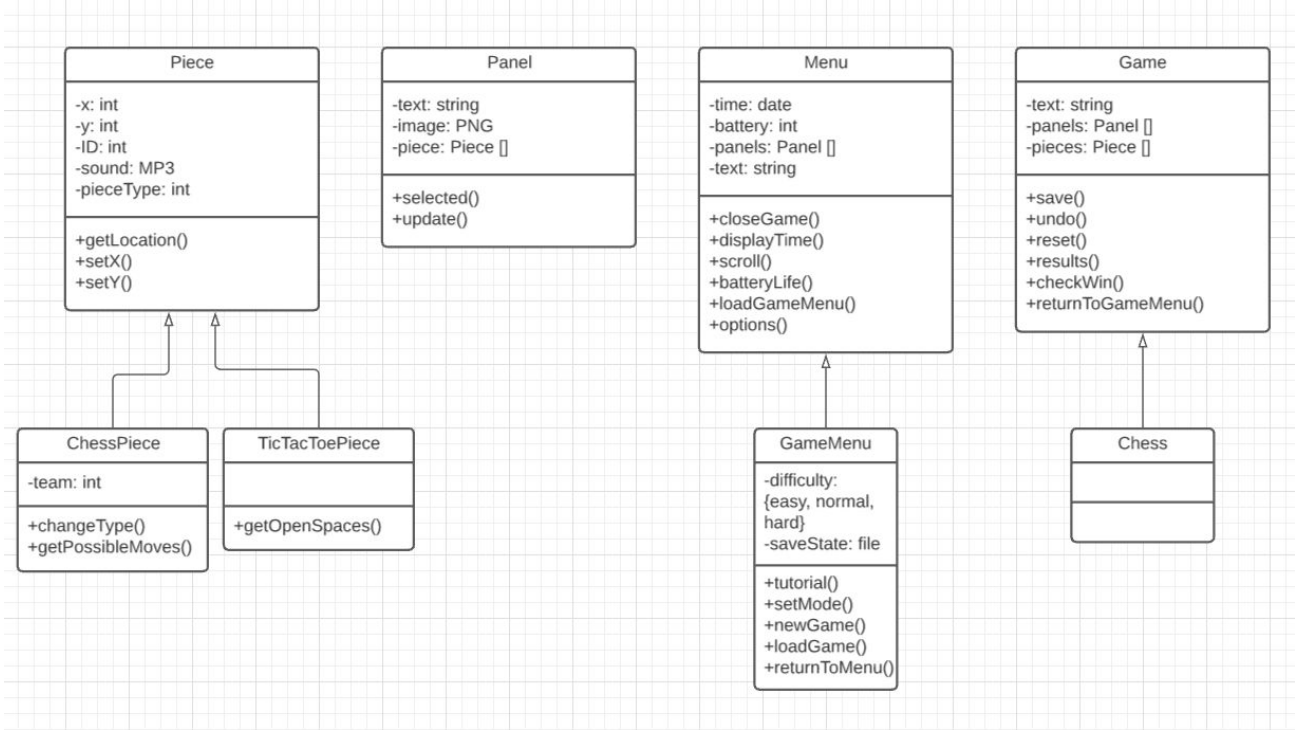 Piece
-x: int
-y: int
-ID: int
-sound: MP3
-pieceType: int
+getLocation()
+setX()
+setY()
Panel
-text: string
-image: PNG
-piece: Piece []
+selected()
+update()
Menu
-time: date
-battery: int
-panels: Panel []
-text: string
+closeGame()
+displayTime()
+scroll()
+batteryLife()
+loadGameMenu()
+options()
Game
-text: string
-panels: Panel []
-pieces: Piece []
+save()
+undo()
+reset()
+results()
+checkWin()
+returnToGameMenu()
ChessPiece
-team: int
+changeType()
+getPossibleMoves()
TicTacToePiece
+getOpenSpaces()
GameMenu
-difficulty:
{easy, normal,
hard}
-saveState: file
+tutorial()
+setMode()
+newGame()
+loadGame()
+returnToMenu()
Chess